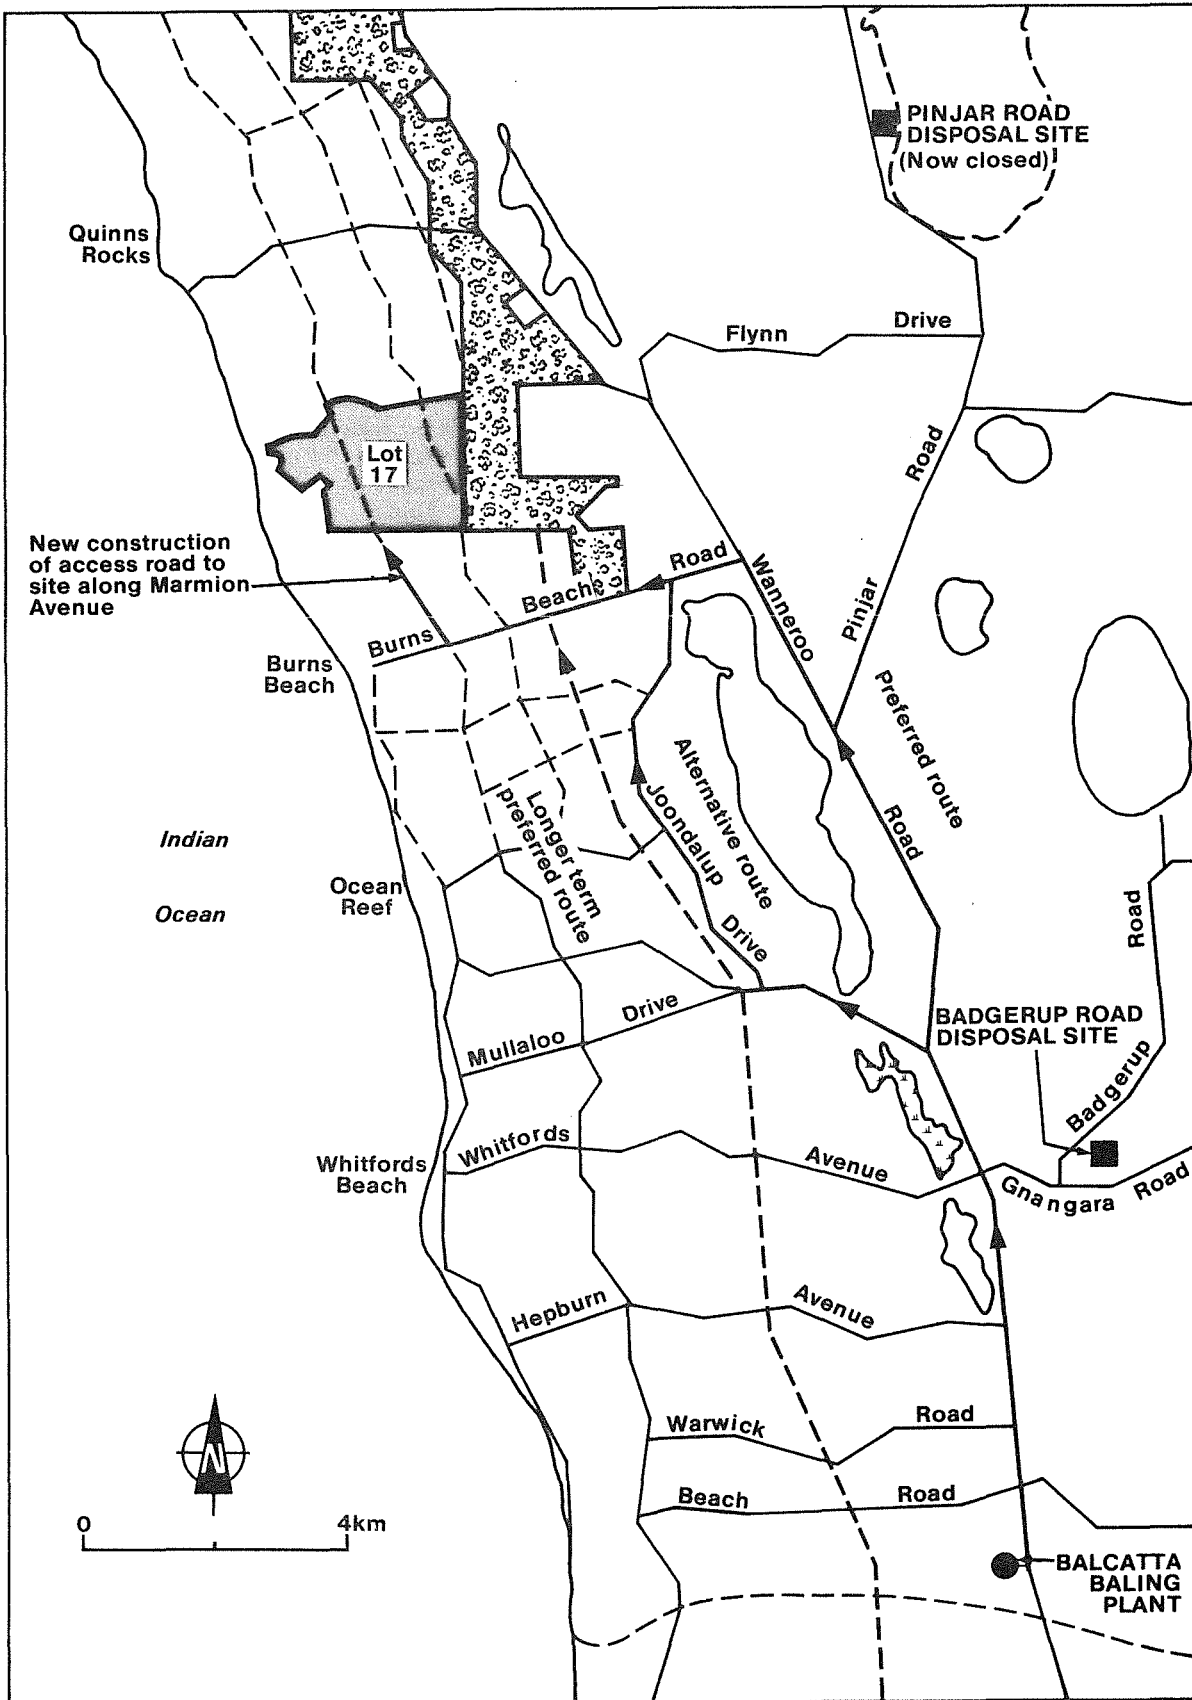 PINJAR ROAD
DISPOSAL SITE
(Now closed)
Quinns
Rocks
Flynn Drive
Lot
17
Road
Pinjar
New construction
of access road to
site along Marmion
Avenue
Burns Beach Road
Wanneroo
Road
Preferred route
Burns
Beach
Alternative route
Joondalup
Drive
Longer term
preferred route
Indian
Ocean
Ocean
Reef
Road
Badgerup
BADGERUP ROAD
DISPOSAL SITE
Mullaloo Drive
Whitfords Avenue
Gnangara Road
Whitfords
Beach
Hepburn Avenue
Warwick Road
Beach Road
N
0 4km
BALCATTA
BALING
PLANT